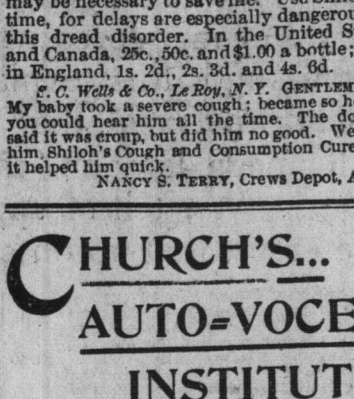 may be necessary to save life.
time, for delays are especially dangerou
this dread disorder. In the United S
and Canada, 25c., 50c. and $1.00 a bottle;
in England, 1s. 2d., 2s. 3d. and 4s. 6d.
S. C. Wells & Co., Le Roy, N. Y. GENTLEM
My baby took a severe cough; became so h
you could hear him all the time. The do
said it was croup, but did him no good. We
him Shiloh's Cough and Consumption Cure
it helped him quick.
NANCY S. TERRY, Crews Depot, A
CHURCH'S...
AUTO=VOCE
INSTITUT